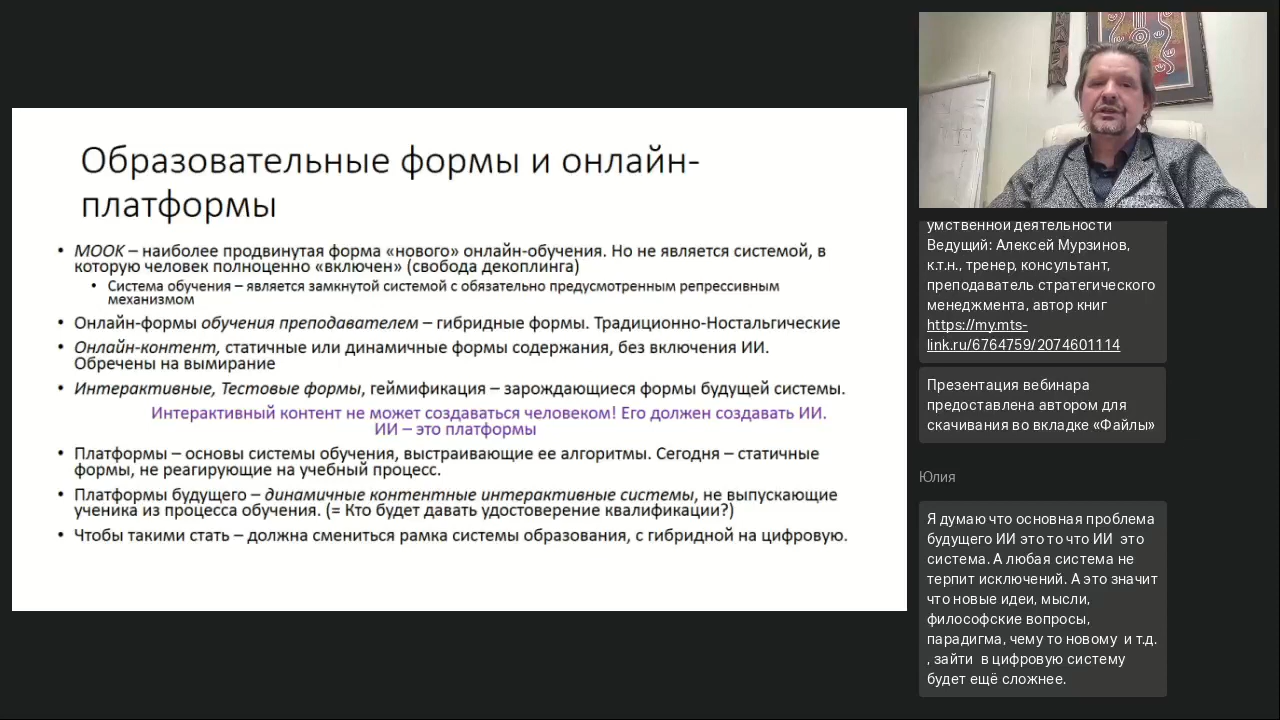 Образовательные формы и онлайн-
платформы
• МООК – наиболее продвинутая форма «нового» онлайн-обучения. Но не является системой, в
которую человек полноценно «включен» (свобода декоплинга)
• Система обучения – является замкнутой системой с обязательно предусмотренным репрессивным
механизмом
• Онлайн-формы обучения преподавателем – гибридные формы. Традиционно-Ностальгические
• Онлайн-контент, статичные или динамичные формы содержания, без включения ИИ.
Обречены на вымирание
• Интерактивные, Тестовые формы, геймификация – зарождающиеся формы будущей системы.
Интерактивный контент не может создаваться человеком! Его должен создавать ИИ.
ИИ – это платформы
• Платформы – основы системы обучения, выстраивающие ее алгоритмы. Сегодня – статичные
формы, не реагирующие на учебный процесс.
• Платформы будущего – динамичные контентные интерактивные системы, не выпускающие
ученика из процесса обучения. (= Кто будет давать удостоверение квалификации?)
• Чтобы такими стать – должна смениться рамка системы образования, с гибридной на цифровую.
умственной деятельности
Ведущий: Алексей Мурзинов,
к.т.н., тренер, консультант,
преподаватель стратегического
менеджмента, автор книг
https://my.mts-
link.ru/6764759/2074601114
Презентация вебинара
предоставлена автором для
скачивания во вкладке «Файлы»
Юлия
Я думаю что основная проблема
будущего ИИ это то что ИИ это
система. А любая система не
терпит исключений. А это значит
что новые идеи, мысли,
философские вопросы,
парадигма, чему то новому и т.д.
, зайти в цифровую систему
будет ещё сложнее.